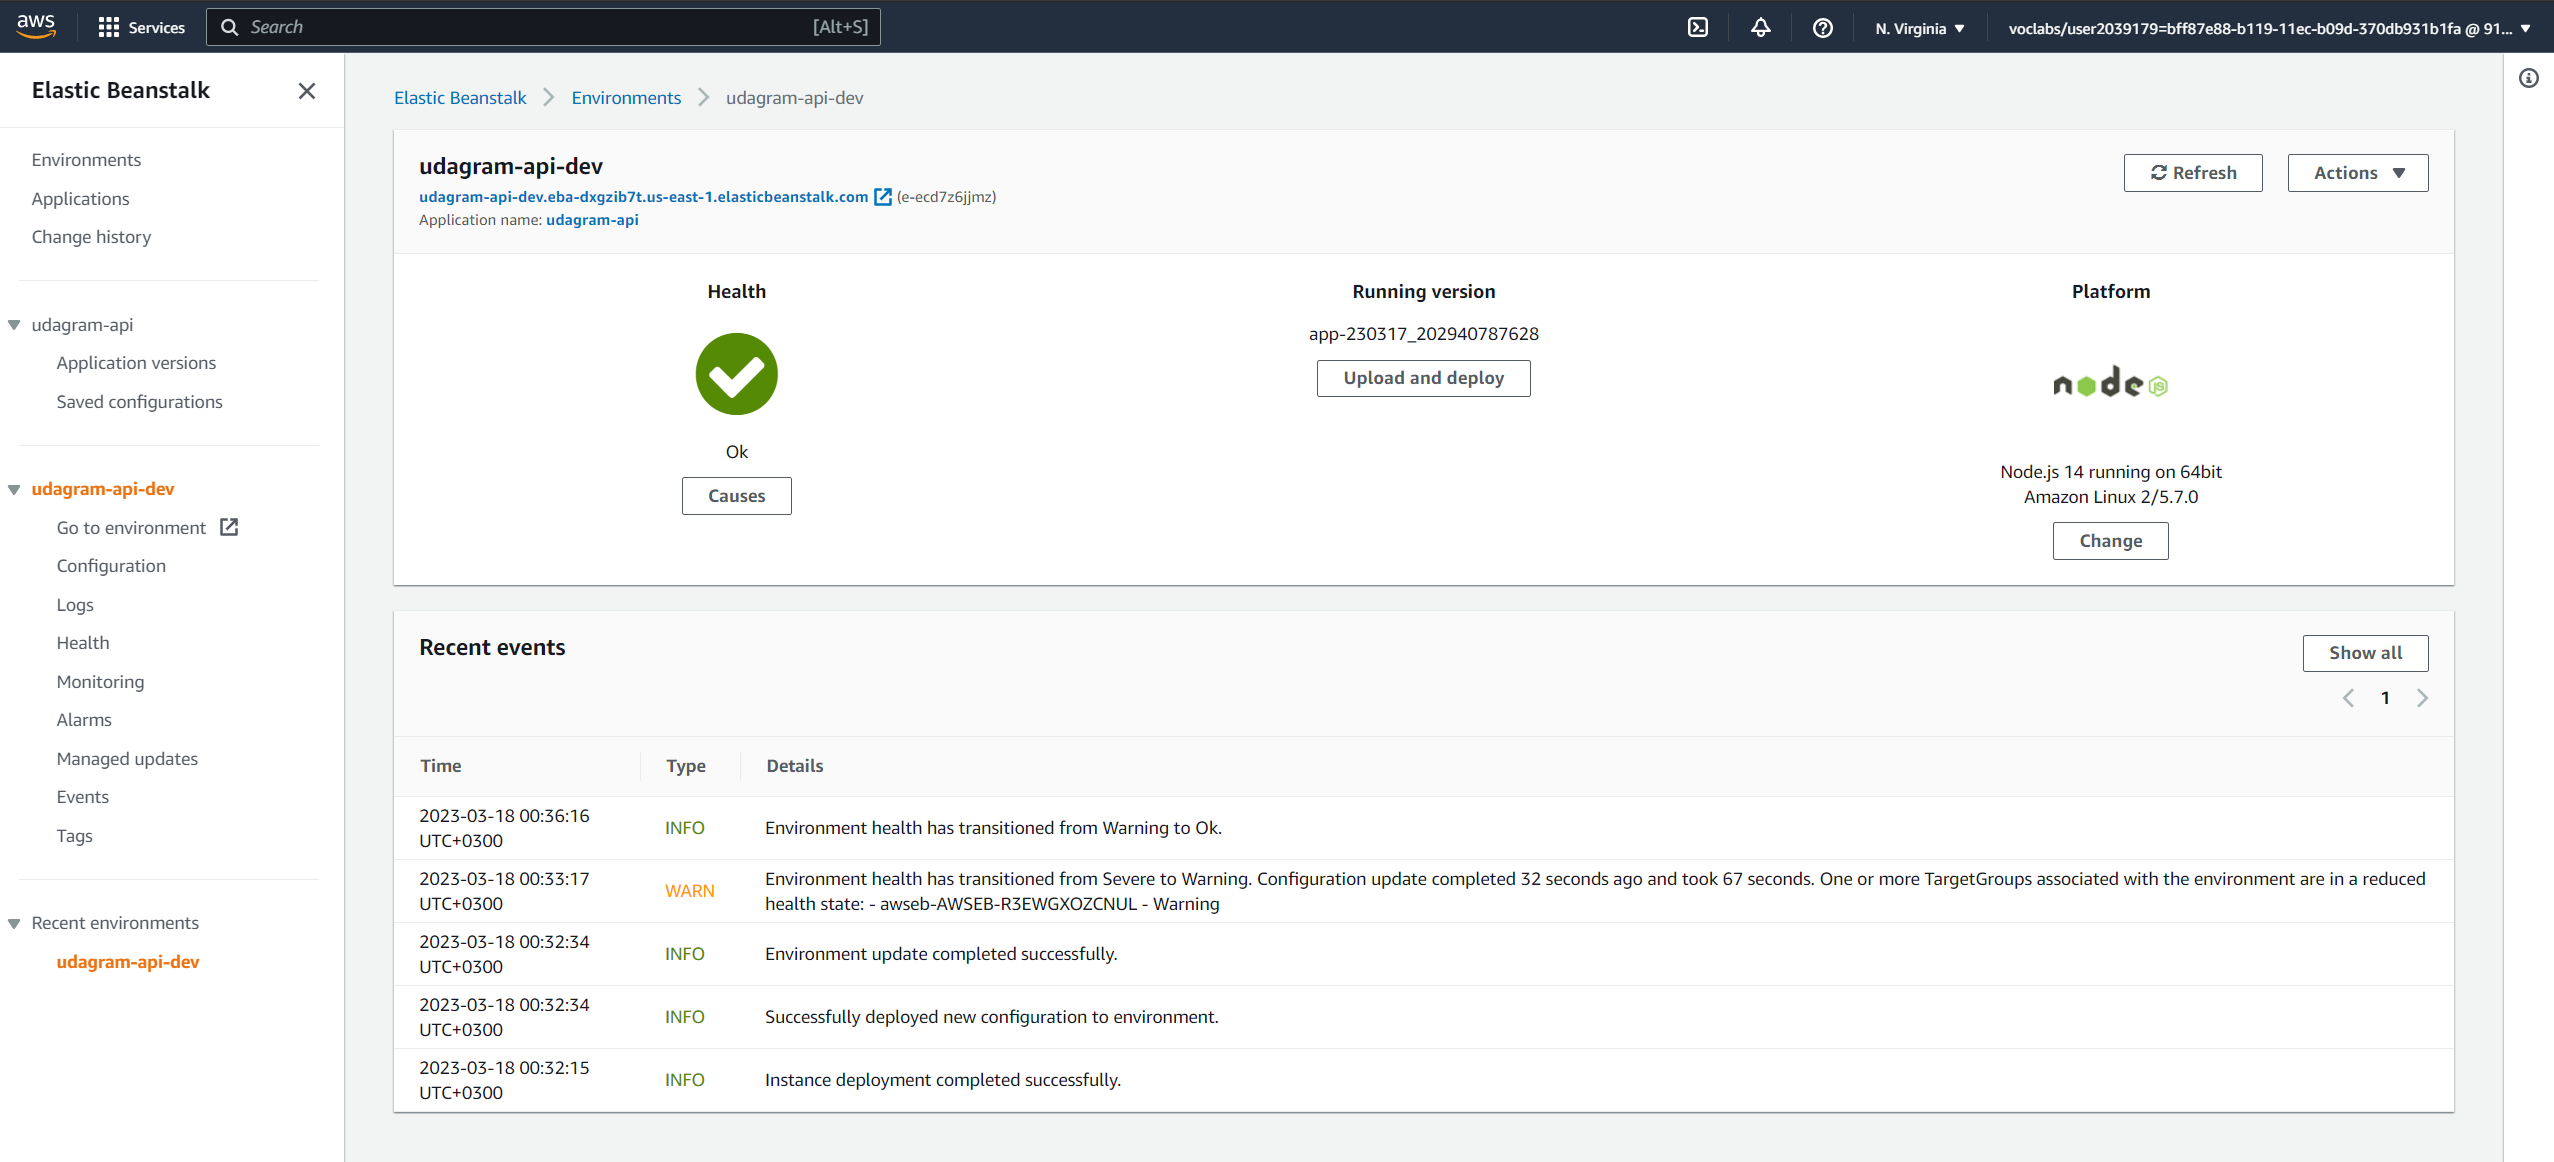 aws
Services
Search
[Alt+S]
N. Virginia
voclabs/user2039179=bff87e88-b119-11ec-b09d-370db931b1fa @ 91...
Elastic Beanstalk
Environments
Applications
Change history
udagram-api
Application versions
Saved configurations
udagram-api-dev
Go to environment
Configuration
Logs
Health
Monitoring
Alarms
Managed updates
Events
Tags
Recent environments
udagram-api-dev
Elastic Beanstalk
Environments
udagram-api-dev
udagram-api-dev
udagram-api-dev.eba-dxgzib7t.us-east-1.elasticbeanstalk.com (e-ecd7z6jjmz)
Application name: udagram-api
Refresh
Actions
Health
Ok
Causes
Running version
app-230317_202940787628
Upload and deploy
Platform
node JS
Node.js 14 running on 64bit
Amazon Linux 2/5.7.0
Change
Recent events
Show all
1
Time
Type
Details
2023-03-18 00:36:16
UTC+0300
INFO
Environment health has transitioned from Warning to Ok.
2023-03-18 00:33:17
UTC+0300
WARN
Environment health has transitioned from Severe to Warning. Configuration update completed 32 seconds ago and took 67 seconds. One or more TargetGroups associated with the environment are in a reduced
health state: - awseb-AWSEB-R3EWGXOZCNUL - Warning
2023-03-18 00:32:34
UTC+0300
INFO
Environment update completed successfully.
2023-03-18 00:32:34
UTC+0300
INFO
Successfully deployed new configuration to environment.
2023-03-18 00:32:15
UTC+0300
INFO
Instance deployment completed successfully.